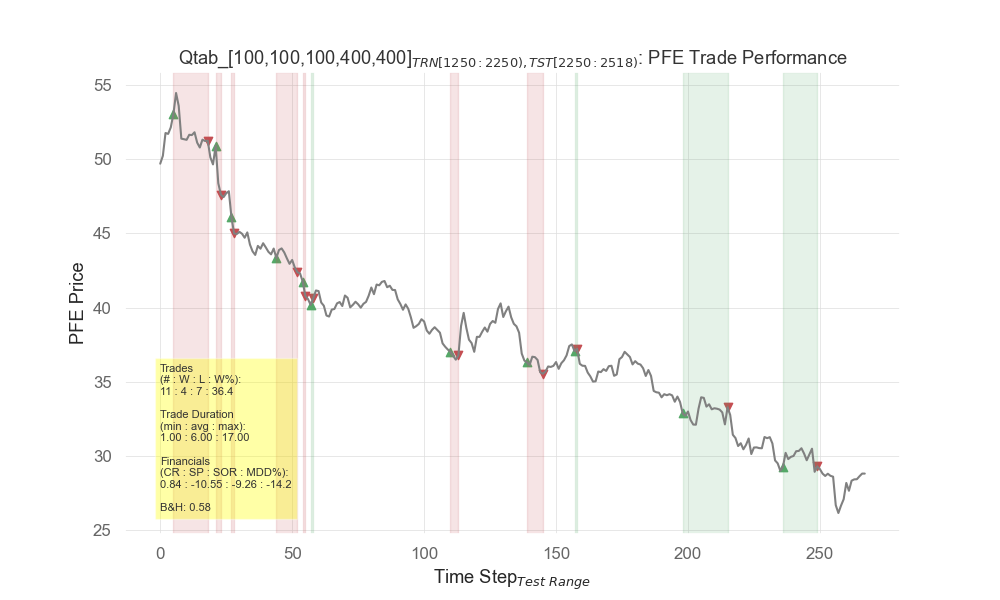 Qtab_[100,100,100,400,400]TRN[1250:2250),TST[2250:2518): PFE Trade Performance
55
50
45
40
35
30
25
PFE Price
Trades
(# : W : L : W%):
11 : 4 : 7 : 36.4
Trade Duration
(min : avg : max):
1.00 : 6.00 : 17.00
Financials
(CR : SP : SOR : MDD%):
0.84 : -10.55 : -9.26 : -14.2
B&H: 0.58
0 50 100 150 200 250
Time StepTest Range